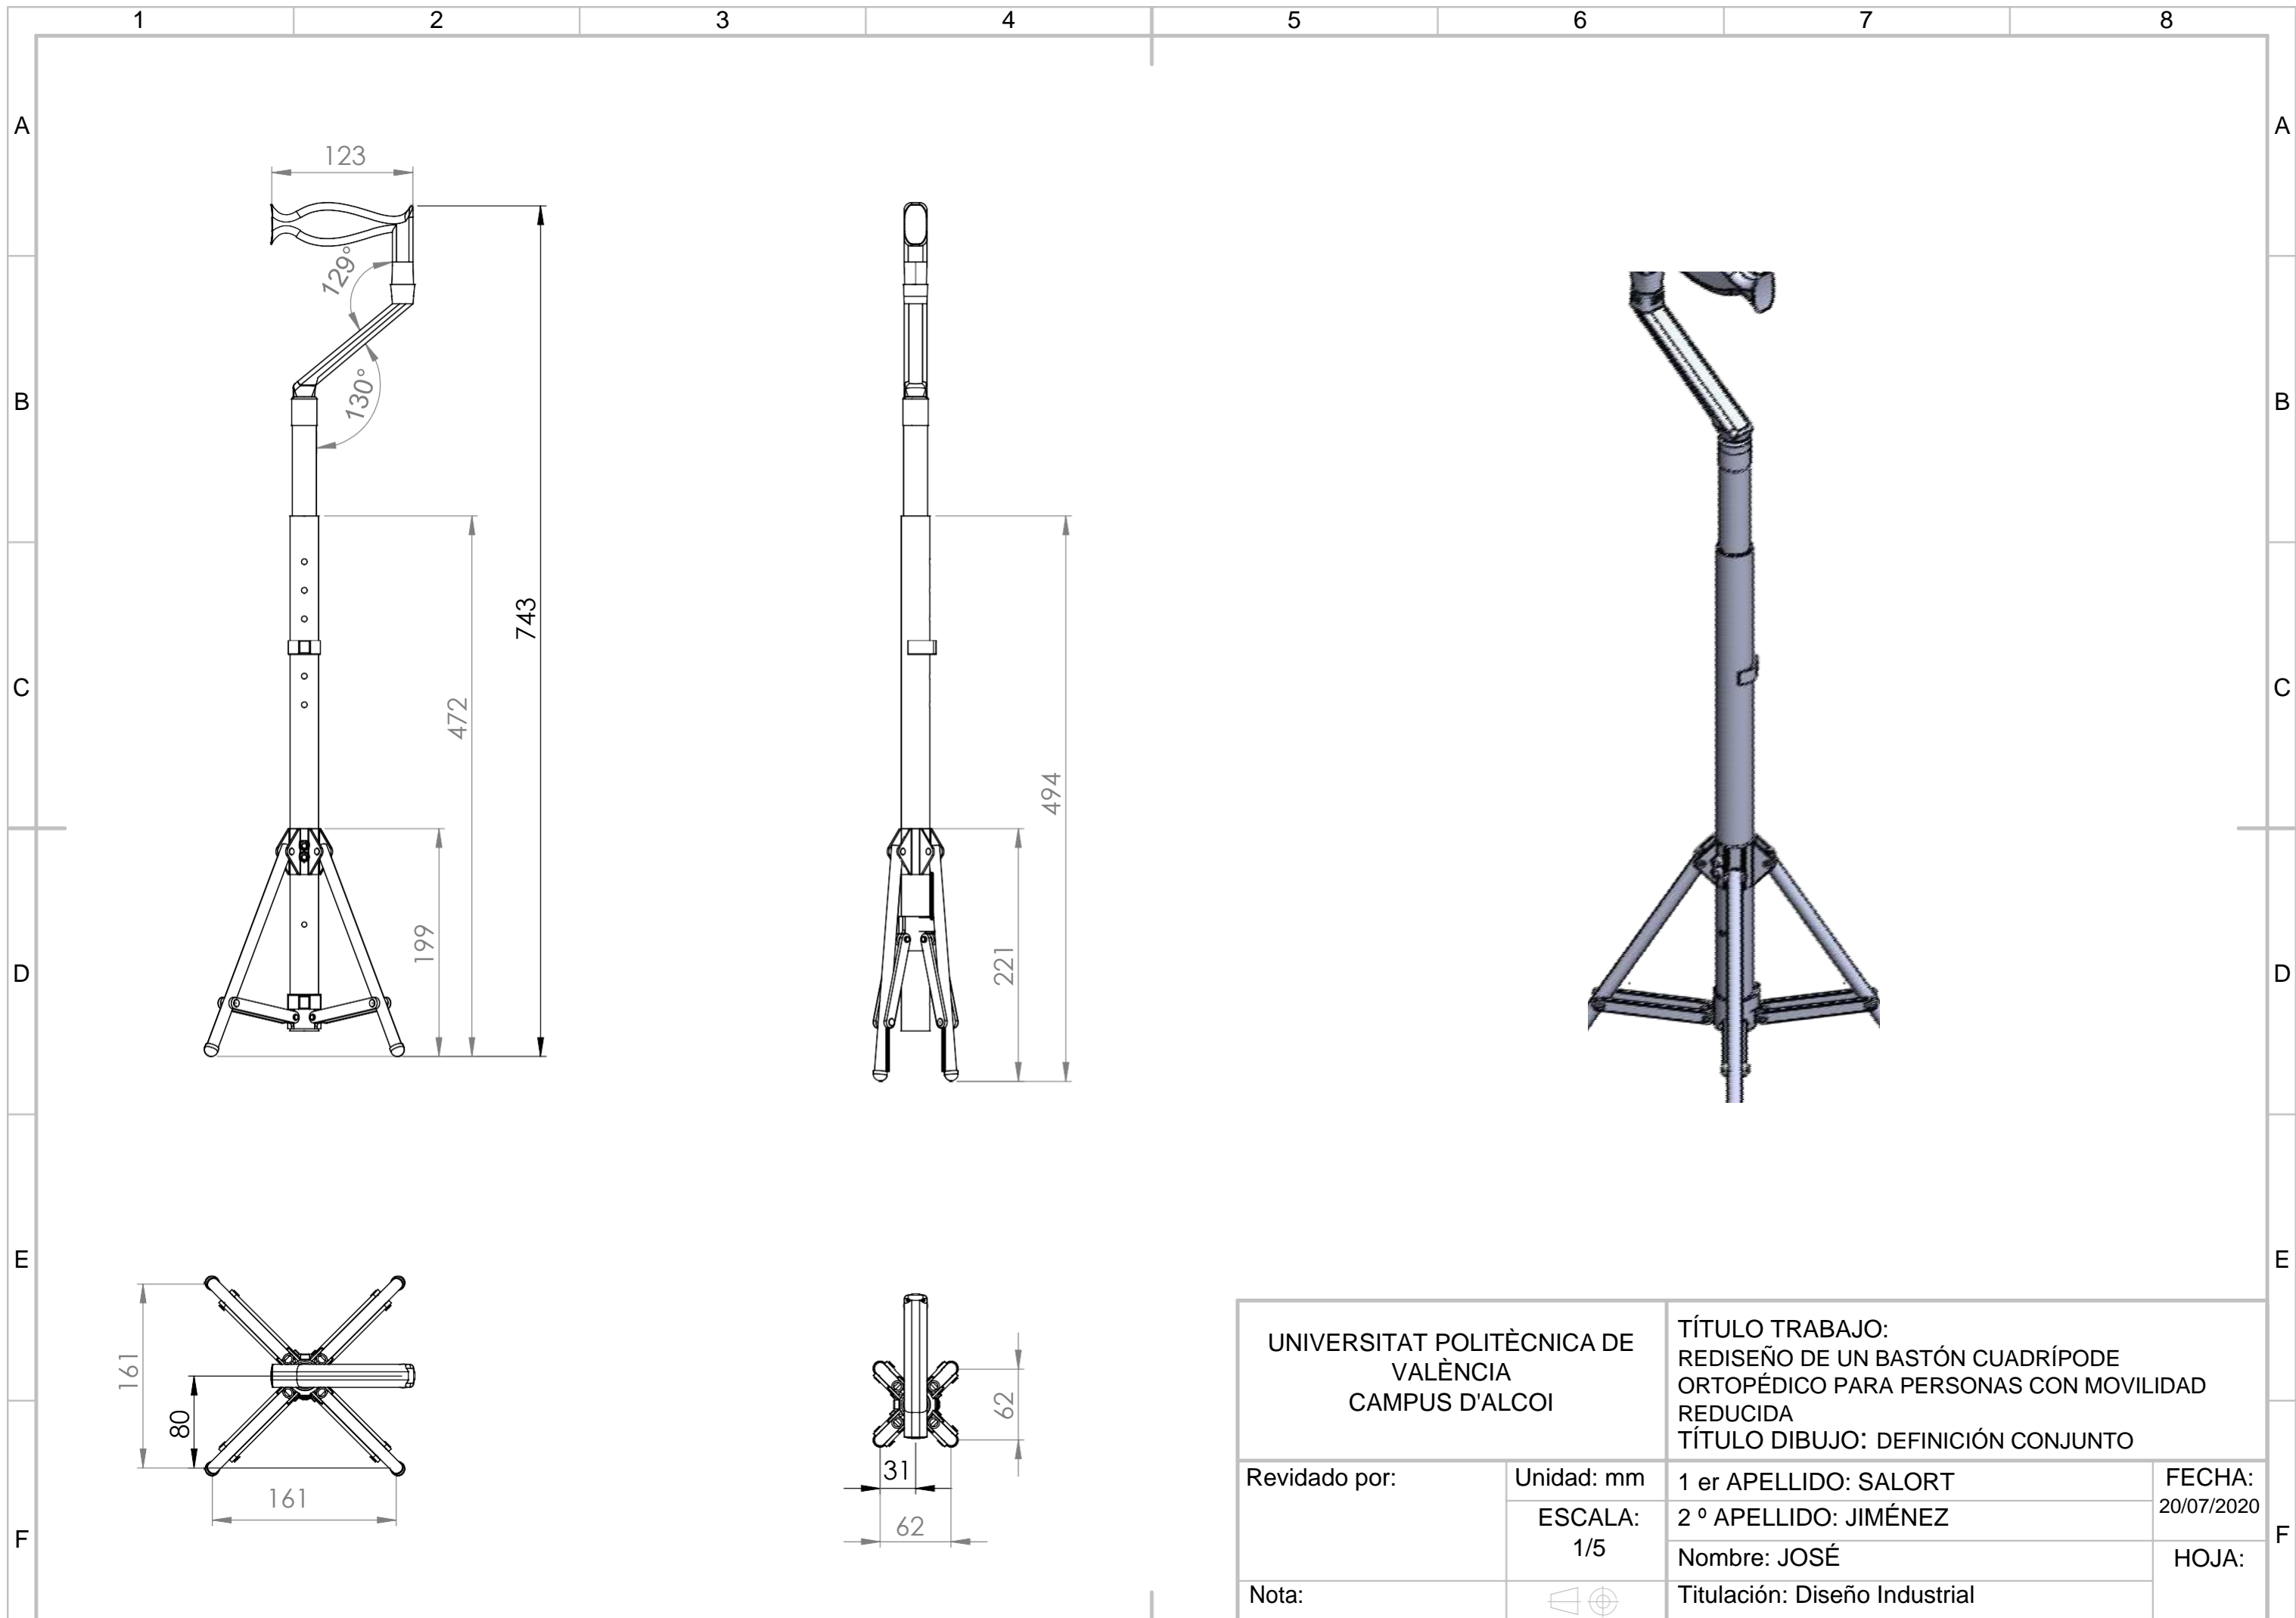 1 2 3 4 5 6 7 8
A A
123
129°
B B
130°
743
C C
472
494
199
D D
221
E E
161
80
161
62
31
62
F F
UNIVERSITAT POLITÈCNICA DE
VALÈNCIA
CAMPUS D'ALCOI
TÍTULO TRABAJO:
REDISEÑO DE UN BASTÓN CUADRÍPODE
ORTOPÉDICO PARA PERSONAS CON MOVILIDAD
REDUCIDA
TÍTULO DIBUJO: DEFINICIÓN CONJUNTO
Revidado por:
Unidad: mm
ESCALA:
1/5
1 er APELLIDO: SALORT
2 º APELLIDO: JIMÉNEZ
Nombre: JOSÉ
FECHA:
20/07/2020
HOJA:
Nota:
Titulación: Diseño Industrial